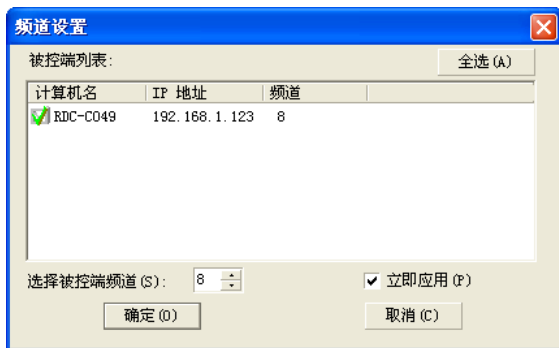 频道设置
被控端列表:
全选(A)
计算机名 IP 地址 频道
RDC-C049 192.168.1.123 8
选择被控端频道(S): 8 立即应用(P)
确定(O) 取消(C)